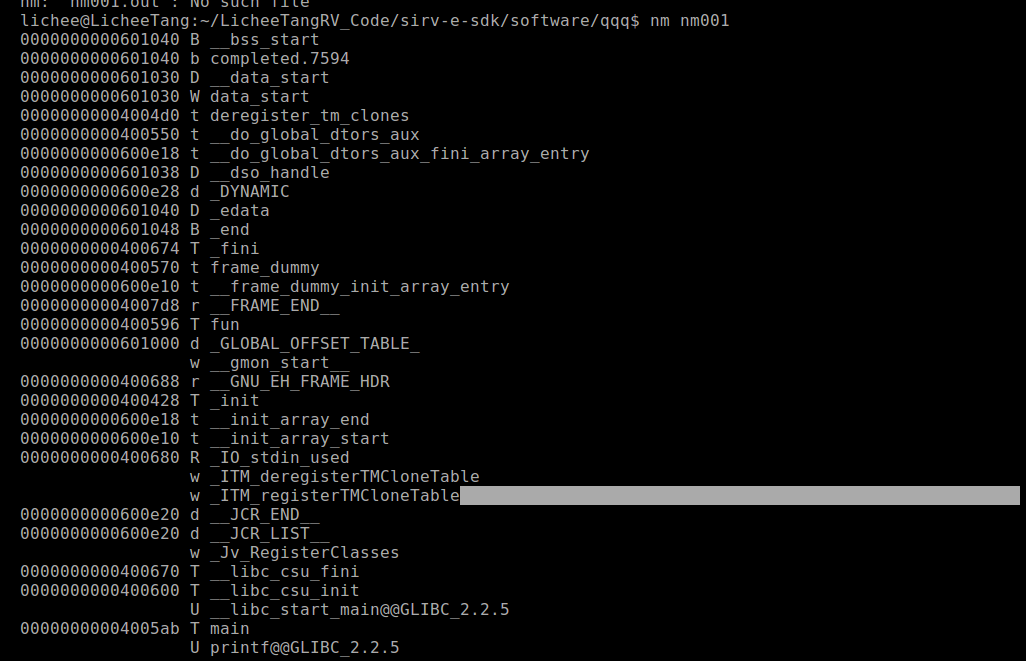 nm: 'nm001.out': No such file
lichee@LicheeTang:~/LicheeTangRV_Code/sirv-e-sdk/software/qqq$ nm nm001
0000000000601040 B __bss_start
0000000000601040 b completed.7594
0000000000601030 D __data_start
0000000000601030 W data_start
00000000004004d0 t deregister_tm_clones
0000000000400550 t __do_global_dtors_aux
0000000000600e18 t __do_global_dtors_aux_fini_array_entry
0000000000601038 D __dso_handle
0000000000600e28 d _DYNAMIC
0000000000601040 D _edata
0000000000601048 B _end
0000000000400674 T _fini
0000000000400570 t frame_dummy
0000000000600e10 t __frame_dummy_init_array_entry
00000000004007d8 r __FRAME_END__
0000000000400596 T fun
0000000000601000 d _GLOBAL_OFFSET_TABLE_
w __gmon_start__
0000000000400688 r __GNU_EH_FRAME_HDR
0000000000400428 T _init
0000000000600e18 t __init_array_end
0000000000600e10 t __init_array_start
0000000000400680 R _IO_stdin_used
w _ITM_deregisterTMCloneTable
w _ITM_registerTMCloneTable
0000000000600e20 d __JCR_END__
0000000000600e20 d __JCR_LIST__
w _Jv_RegisterClasses
0000000000400670 T __libc_csu_fini
0000000000400600 T __libc_csu_init
U __libc_start_main@@GLIBC_2.2.5
00000000004005ab T main
U printf@@GLIBC_2.2.5